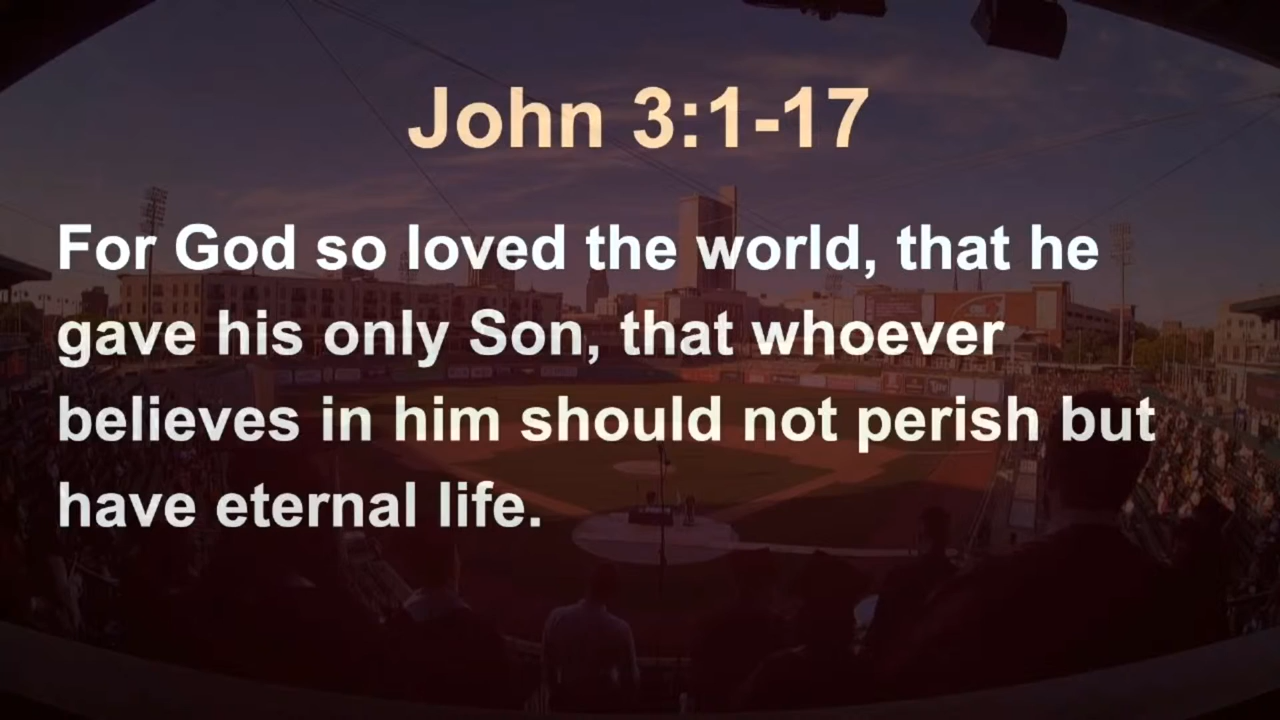 John 3:1-17
For God so loved the world, that he
gave his only Son, that whoever
believes in him should not perish but
have eternal life.